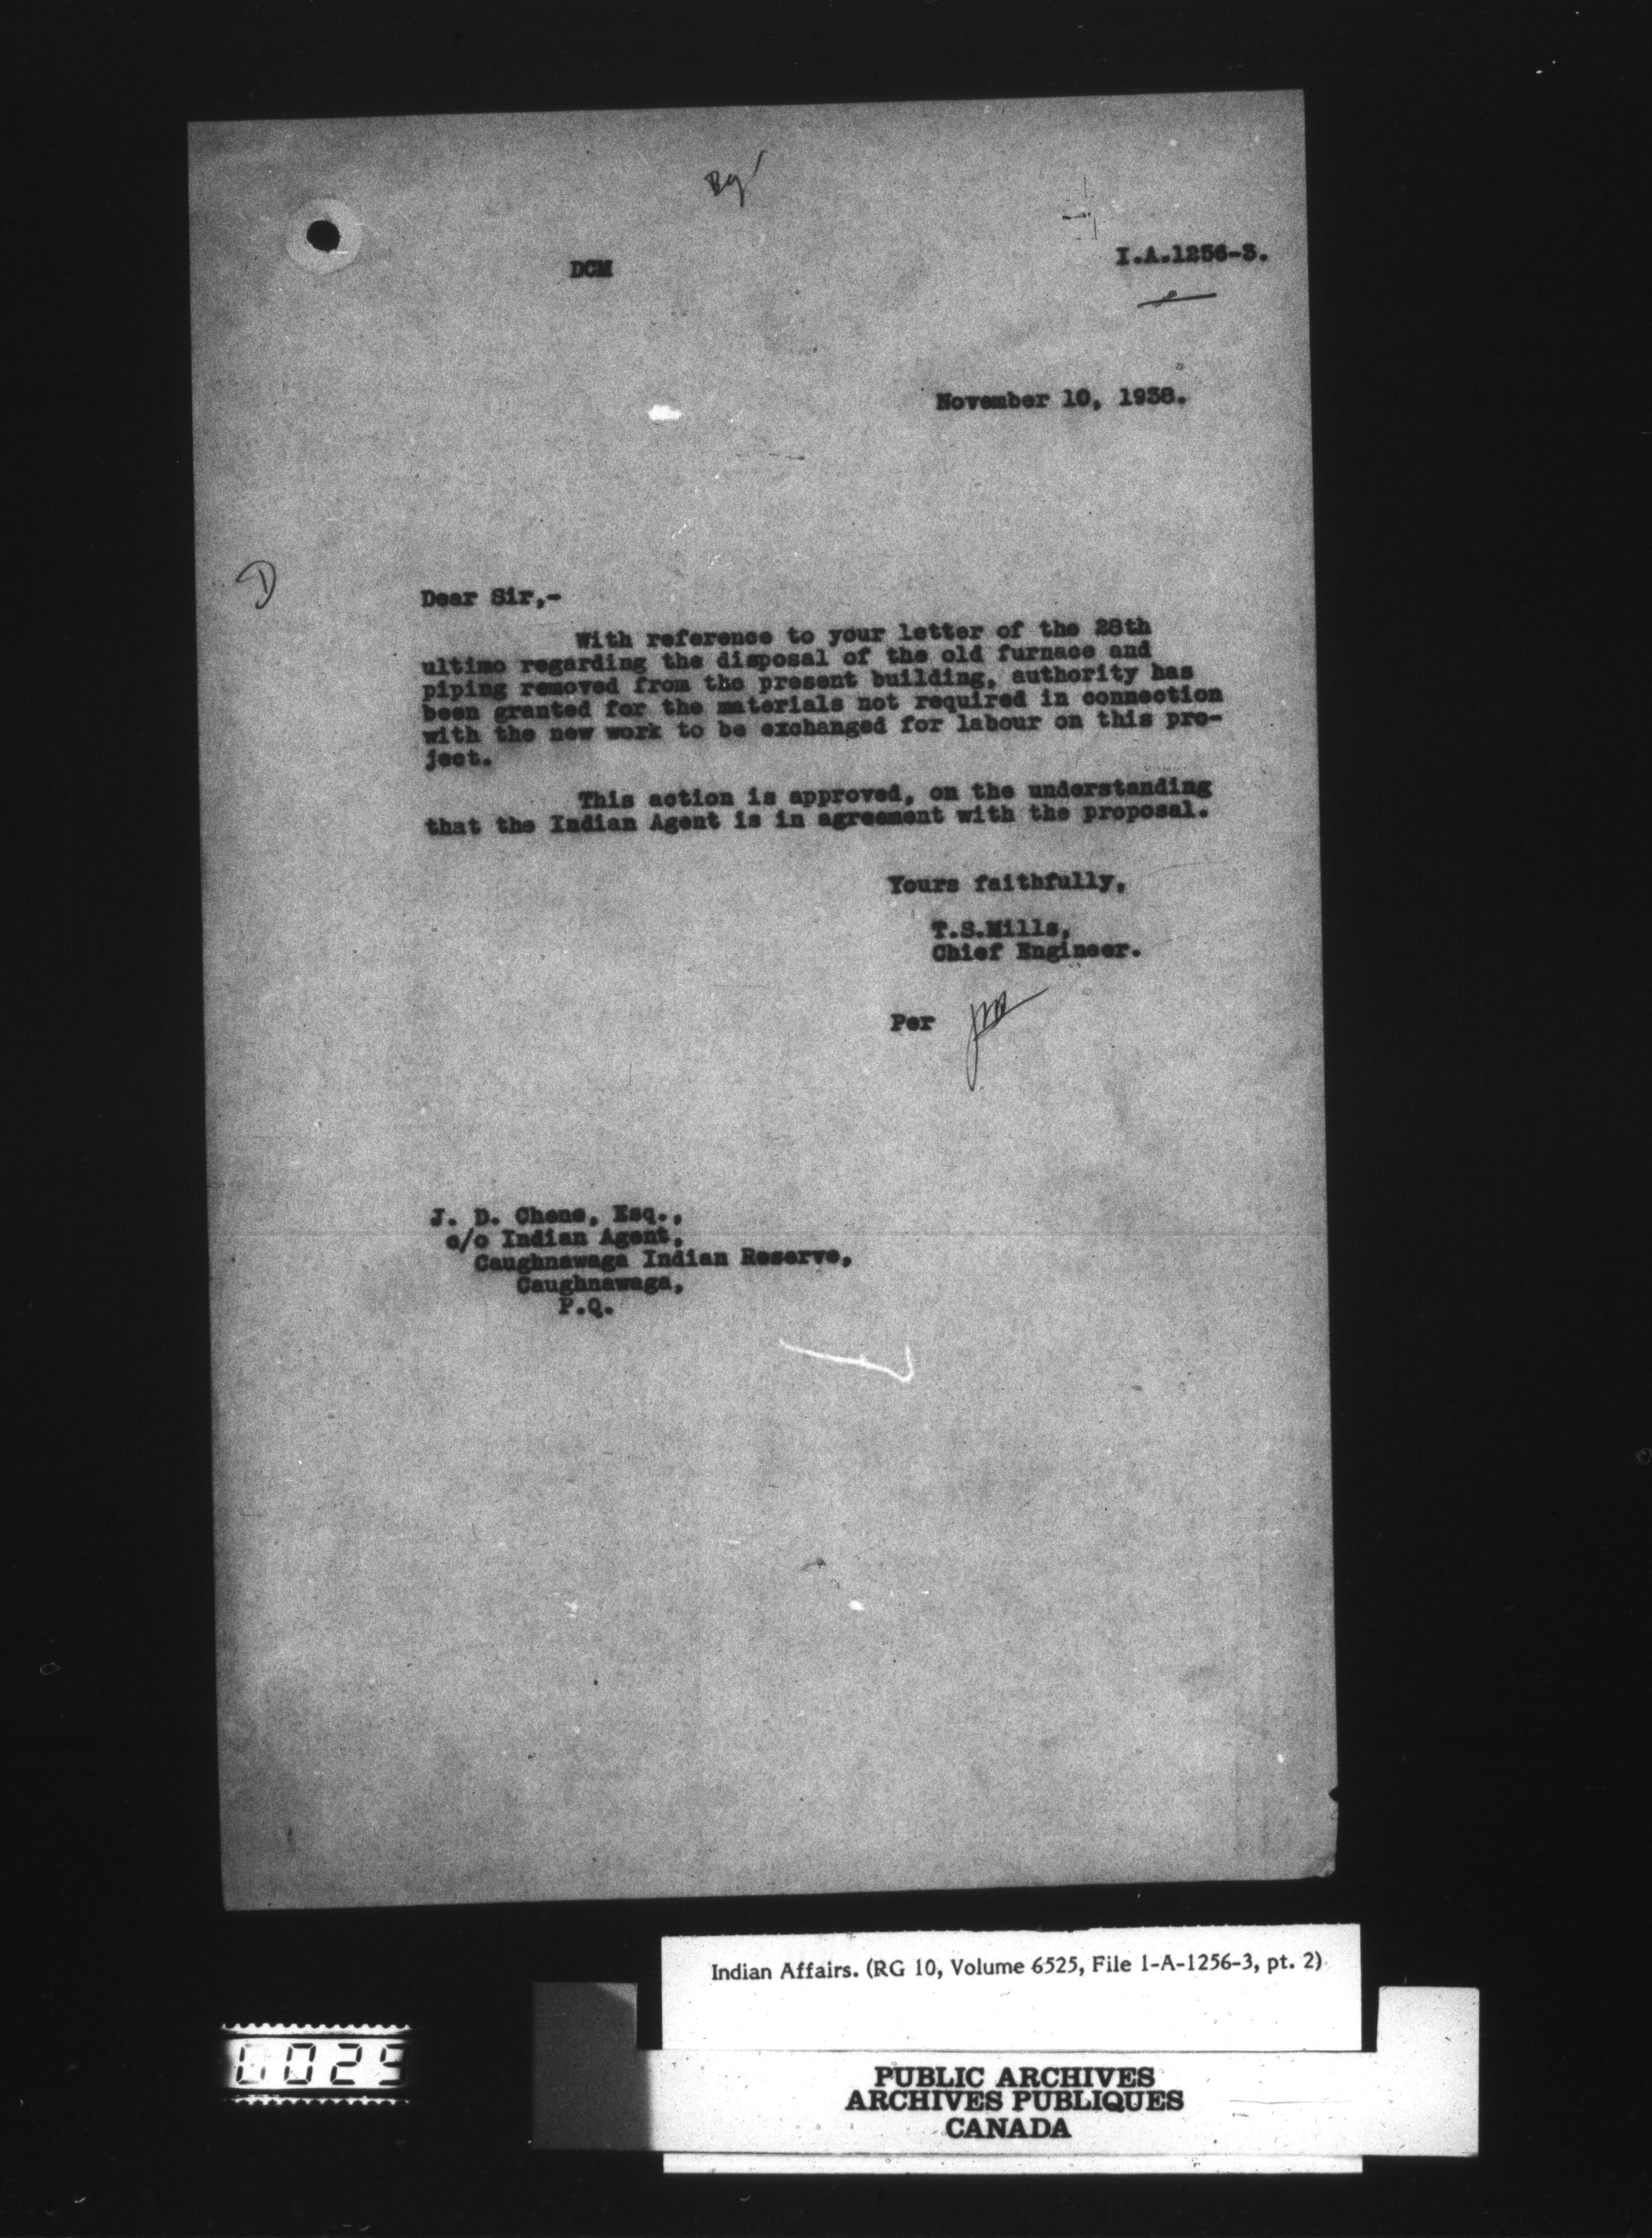 DCM
I.A.1256-3.
November 10, 1938.
D
Dear Sir,-
With reference to your letter of the 28th
ultimo regarding the disposal of the old furnace and
piping removed from the present building, authority has
been granted for the materials not required in connection
with the new work to be exchanged for labour on this pro-
ject.
This action is approved, on the understanding
that the Indian Agent is in agreement with the proposal.
Yours faithfully,
T.S.Mills,
Chief Engineer.
Per
J. D. Chene, Esq.,
c/o Indian Agent,
Caughnawaga Indian Reserve,
Caughnawaga,
P.Q.
Indian Affairs. (RG 10, Volume 6525, File 1-A-1256-3, pt. 2)
PUBLIC ARCHIVES
ARCHIVES PUBLIQUES
CANADA